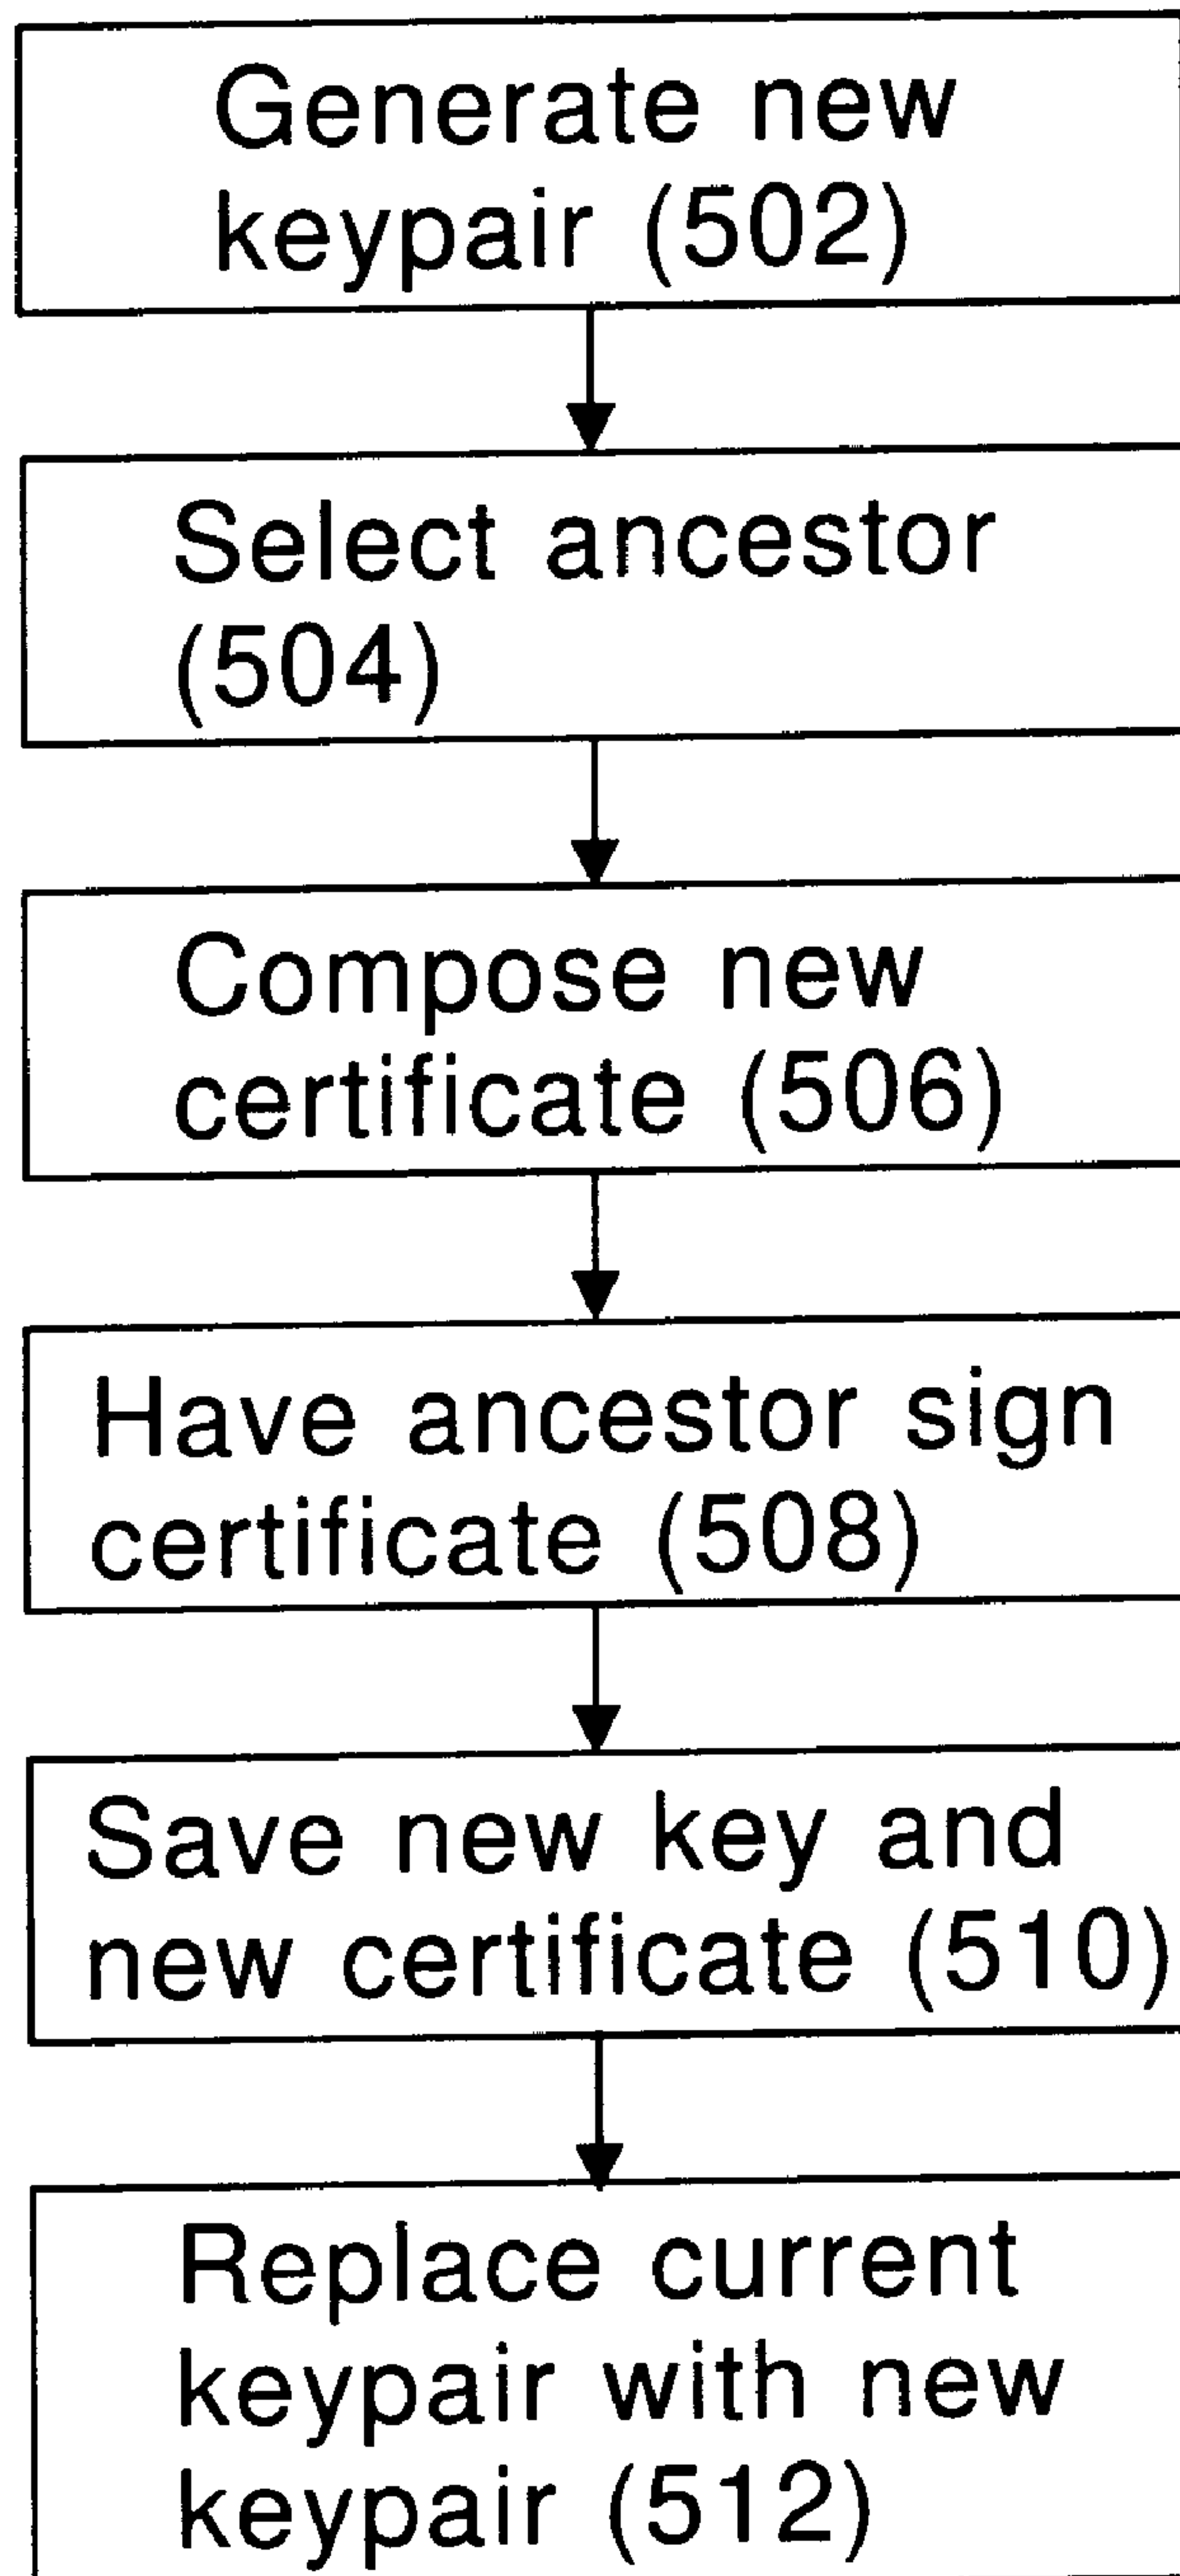 Generate new
keypair (502)
Select ancestor
(504)
Compose new
certificate (506)
Have ancestor sign
certificate (508)
Save new key and
new certificate (510)
Replace current
keypair with new
keypair (512)